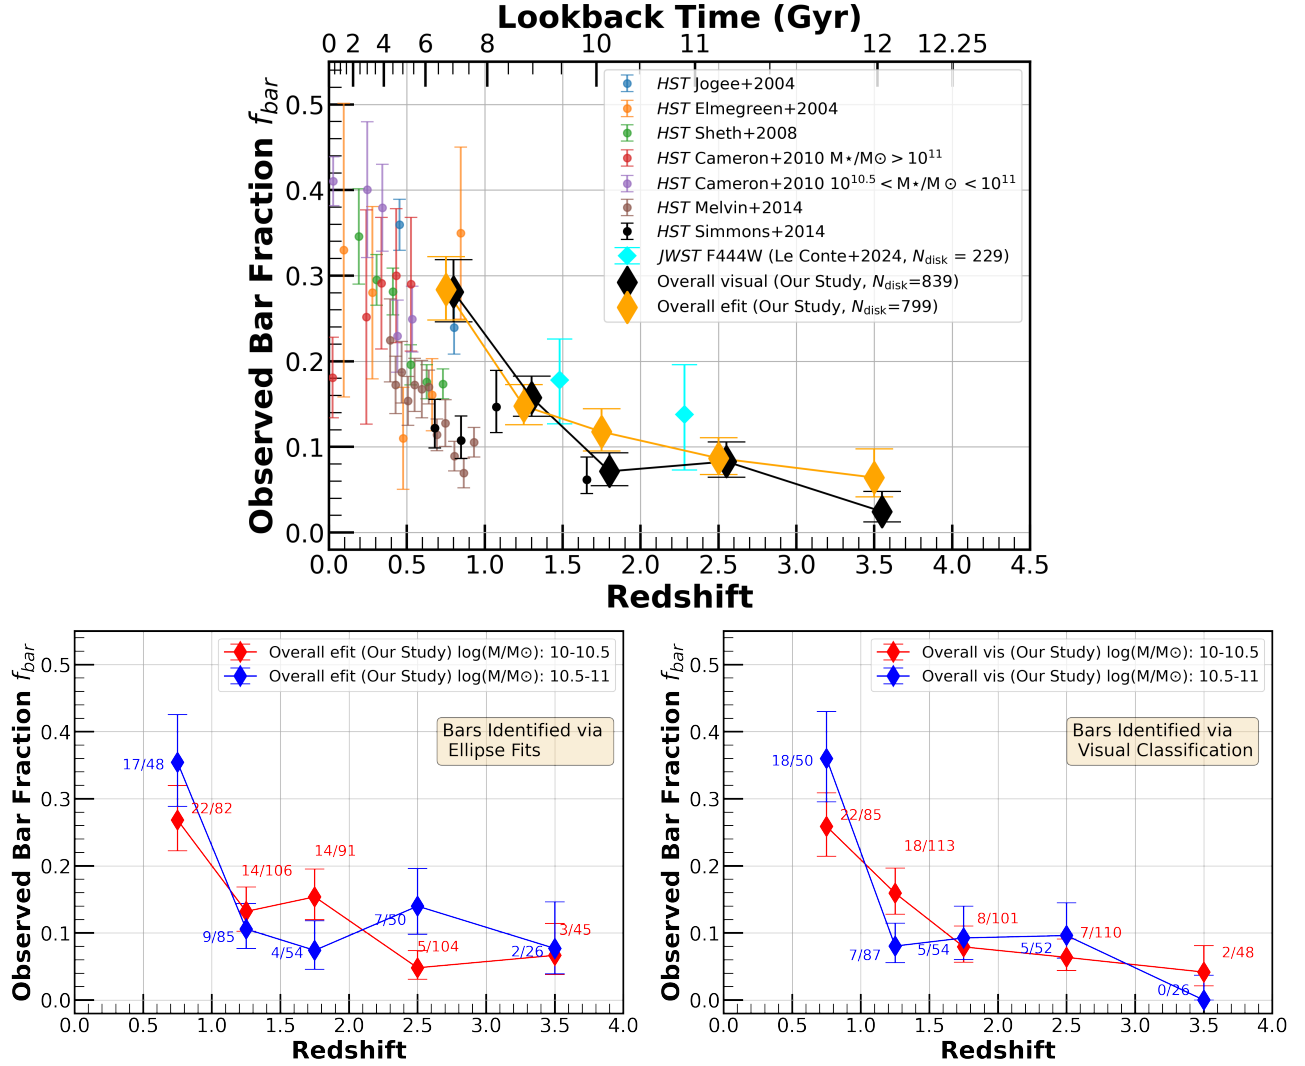 Lookback Time (Gyr)
0 2 4 6 8 10 11 12 12.25
Observed Bar Fraction f_bar
0.5
0.4
0.3
0.2
0.1
0.0
HST Jogee+2004
HST Elmegreen+2004
HST Sheth+2008
HST Cameron+2010 M⋆/M⊙ > 10^11
HST Cameron+2010 10^10.5 < M⋆/M⊙ < 10^11
HST Melvin+2014
HST Simmons+2014
JWST F444W (Le Conte+2024, N_disk = 229)
Overall visual (Our Study, N_disk=839)
Overall efit (Our Study, N_disk=799)
0.0 0.5 1.0 1.5 2.0 2.5 3.0 3.5 4.0 4.5
Redshift
Observed Bar Fraction f_bar
0.5
0.4
0.3
0.2
0.1
0.0
Overall efit (Our Study) log(M/M⊙): 10-10.5
Overall efit (Our Study) log(M/M⊙): 10.5-11
Bars Identified via
Ellipse Fits
17/48
22/82
14/91
14/106
9/85
4/54
7/50
5/104
3/45
2/26
0.0 0.5 1.0 1.5 2.0 2.5 3.0 3.5 4.0
Redshift
Observed Bar Fraction f_bar
0.5
0.4
0.3
0.2
0.1
0.0
Overall vis (Our Study) log(M/M⊙): 10-10.5
Overall vis (Our Study) log(M/M⊙): 10.5-11
Bars Identified via
Visual Classification
18/50
22/85
18/113
7/87
8/101
5/54
5/52
7/110
2/48
0/26
0.0 0.5 1.0 1.5 2.0 2.5 3.0 3.5 4.0
Redshift